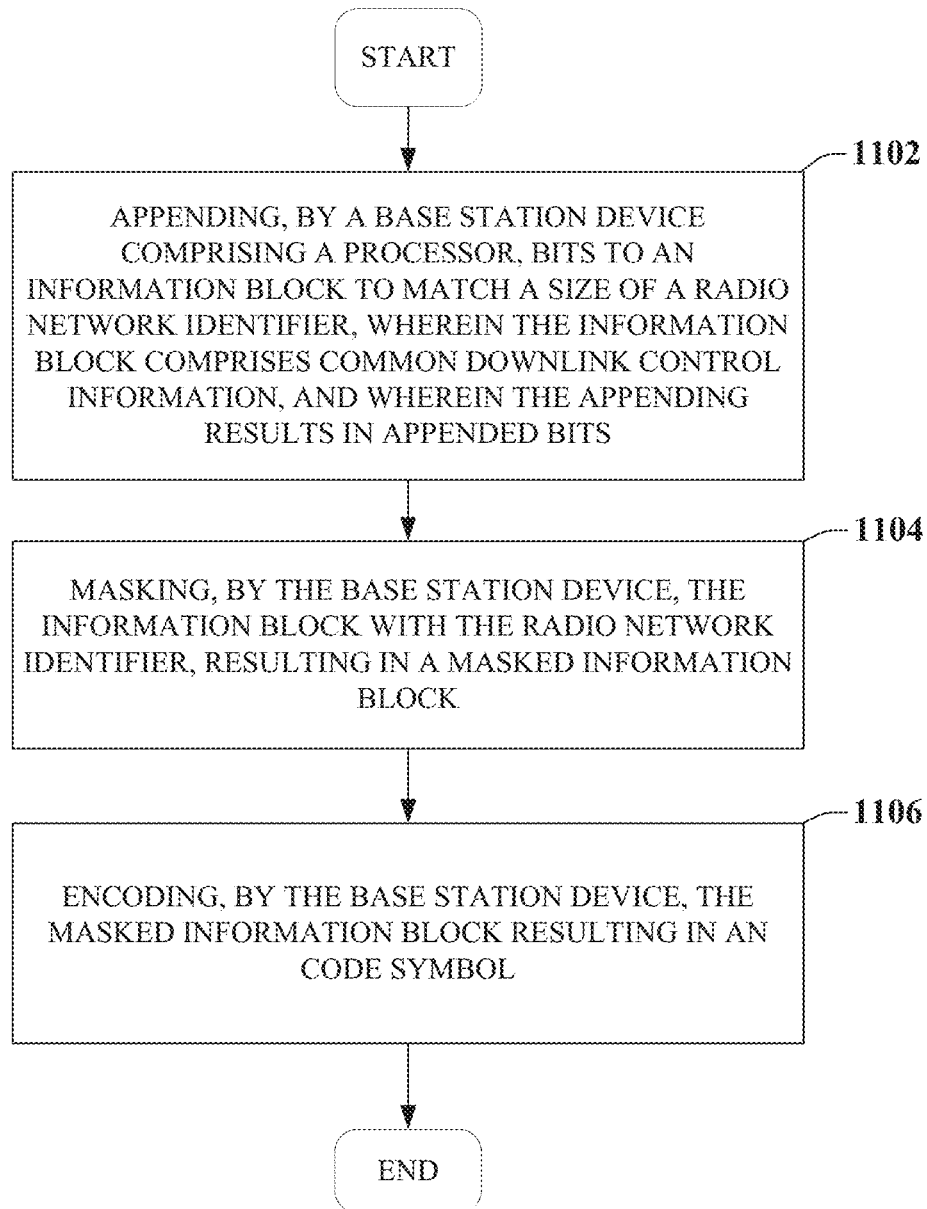 START
1102
APPENDING, BY A BASE STATION DEVICE
COMPRISING A PROCESSOR, BITS TO AN
INFORMATION BLOCK TO MATCH A SIZE OF A RADIO
NETWORK IDENTIFIER, WHEREIN THE INFORMATION
BLOCK COMPRISES COMMON DOWNLINK CONTROL
INFORMATION, AND WHEREIN THE APPENDING
RESULTS IN APPENDED BITS
1104
MASKING, BY THE BASE STATION DEVICE, THE
INFORMATION BLOCK WITH THE RADIO NETWORK
IDENTIFIER, RESULTING IN A MASKED INFORMATION
BLOCK
1106
ENCODING, BY THE BASE STATION DEVICE, THE
MASKED INFORMATION BLOCK RESULTING IN AN
CODE SYMBOL
END